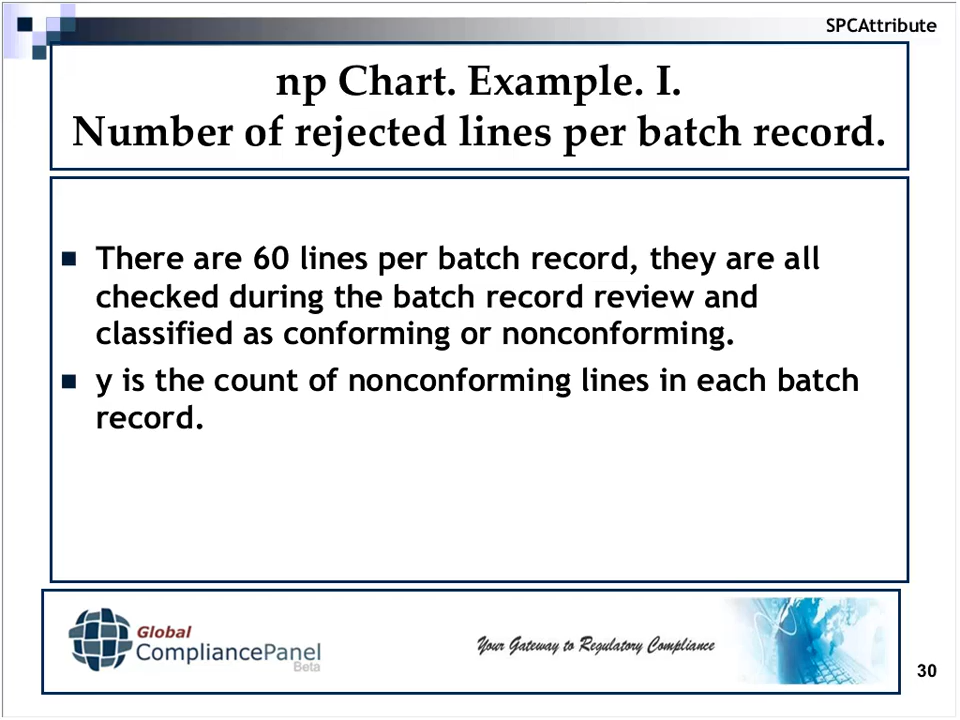 SPCAttribute
np Chart. Example. I.
Number of rejected lines per batch record.
There are 60 lines per batch record, they are all
checked during the batch record review and
classified as conforming or nonconforming.
y is the count of nonconforming lines in each batch
record.
Global
CompliancePanel
Beta
Your Gateway to Regulatory Compliance
30